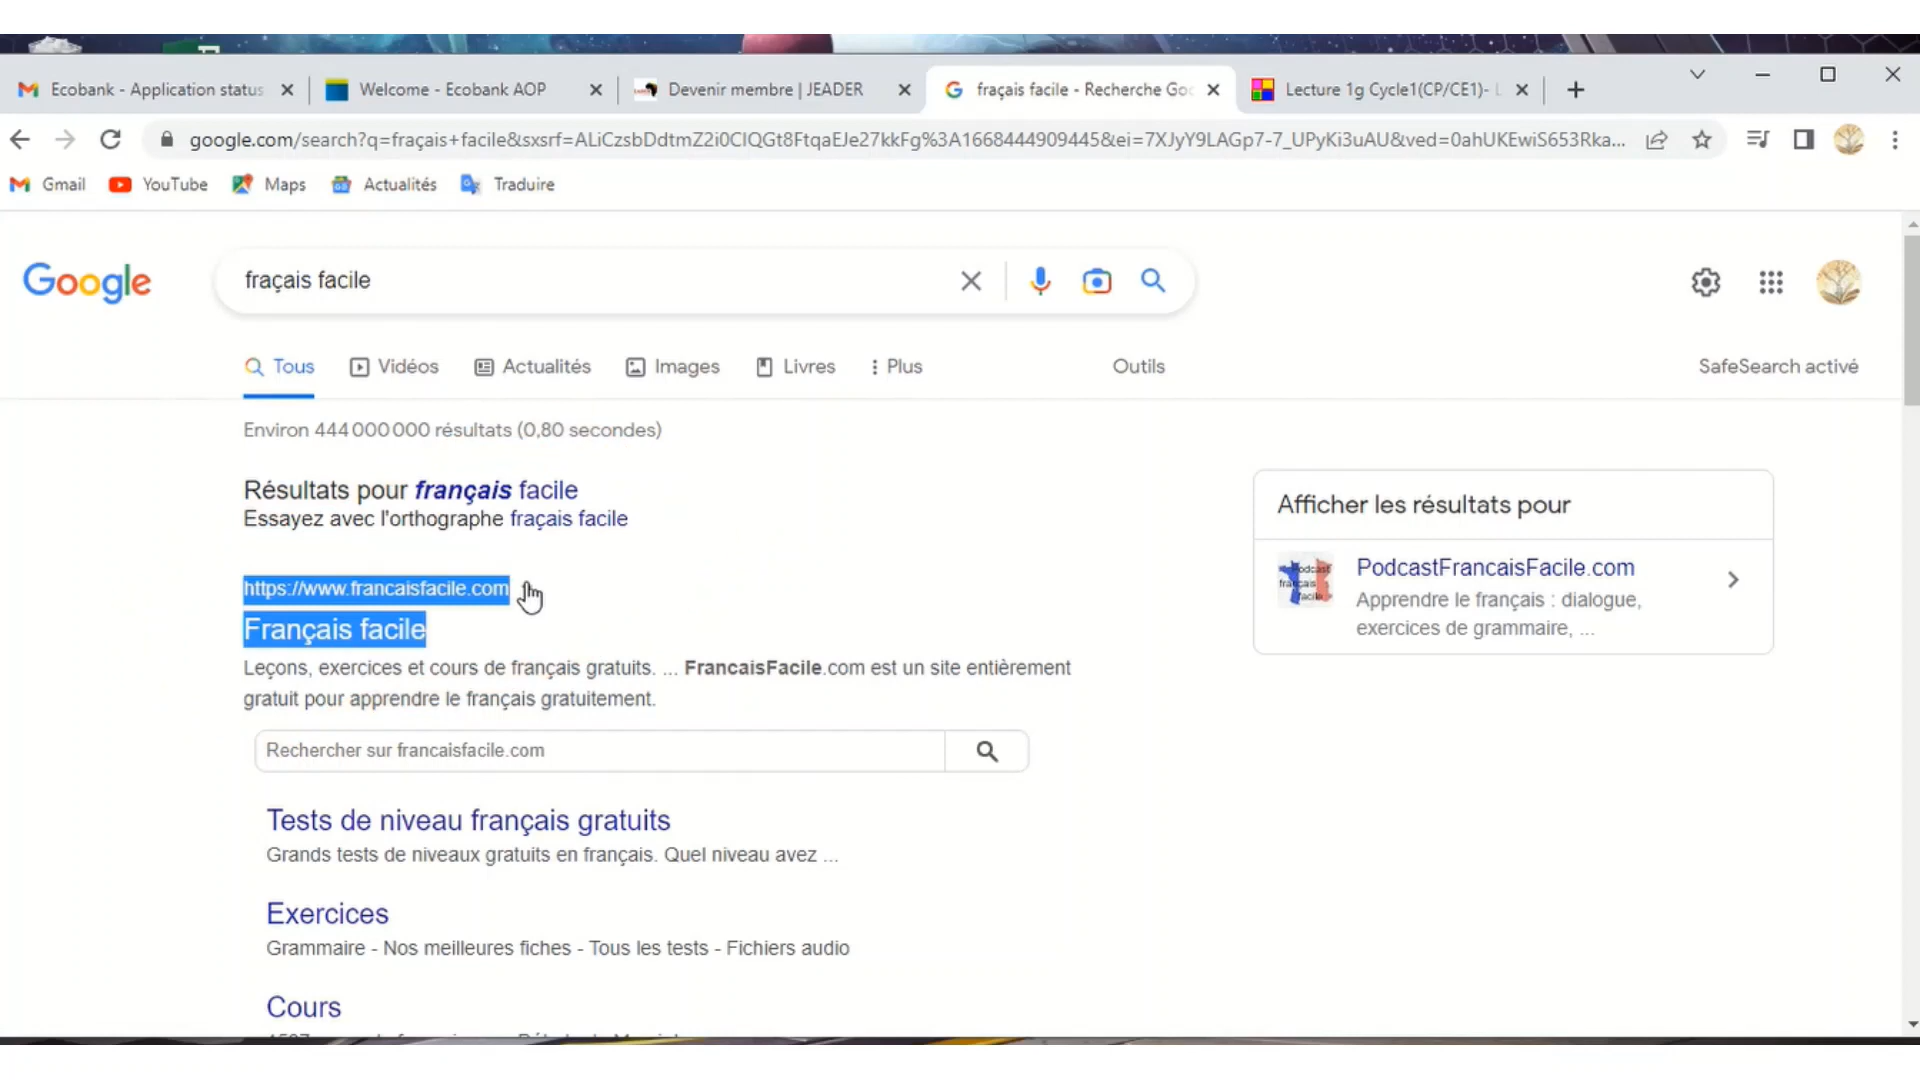 Ecobank - Application status
Welcome - Ecobank AOP
Devenir membre | JEADER
fraçais facile - Recherche Goo
Lecture 1g Cycle1(CP/CE1)- L
google.com/search?q=fraçais+facile&sxsrf=ALiCzsbDdtmZ2i0CIQGt8FtqaEJe27kkFg%3A1668444909445&ei=7XJyY9LAGp7-7_UPyKi3uAU&ved=0ahUKEwiS653Rka...
Gmail
YouTube
Maps
Actualités
Traduire
Google
fraçais facile
Tous
Vidéos
Actualités
Images
Livres
Plus
Outils
SafeSearch activé
Environ 444 000 000 résultats (0,80 secondes)
Résultats pour français facile
Essayez avec l'orthographe fraçais facile
https://www.francaisfacile.com
Français facile
Leçons, exercices et cours de français gratuits. ... FrancaisFacile.com est un site entièrement
gratuit pour apprendre le français gratuitement.
Rechercher sur francaisfacile.com
Tests de niveau français gratuits
Grands tests de niveaux gratuits en français. Quel niveau avez ...
Exercices
Grammaire - Nos meilleures fiches - Tous les tests - Fichiers audio
Cours
Afficher les résultats pour
Podcast
français
facile
PodcastFrancaisFacile.com
Apprendre le français : dialogue,
exercices de grammaire, ...